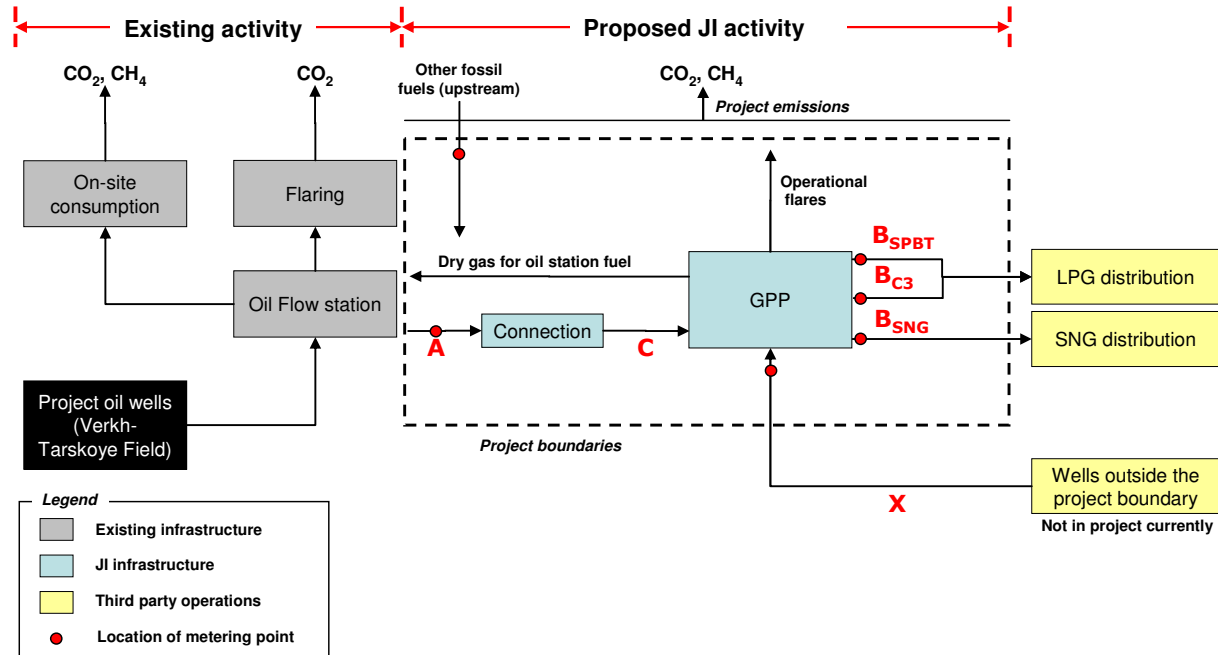 Existing activity
Proposed JI activity
CO2, CH4
CO2
Other fossil
fuels (upstream)
CO2, CH4
Project emissions
On-site
consumption
Flaring
Operational
flares
BSPBT
Dry gas for oil station fuel
BC3
LPG distribution
Oil Flow station
GPP
BSNG
Connection
SNG distribution
A
C
Project oil wells
(Verkh-
Tarskoye Field)
Project boundaries
Wells outside the
project boundary
X
Not in project currently
Legend
Existing infrastructure
JI infrastructure
Third party operations
Location of metering point